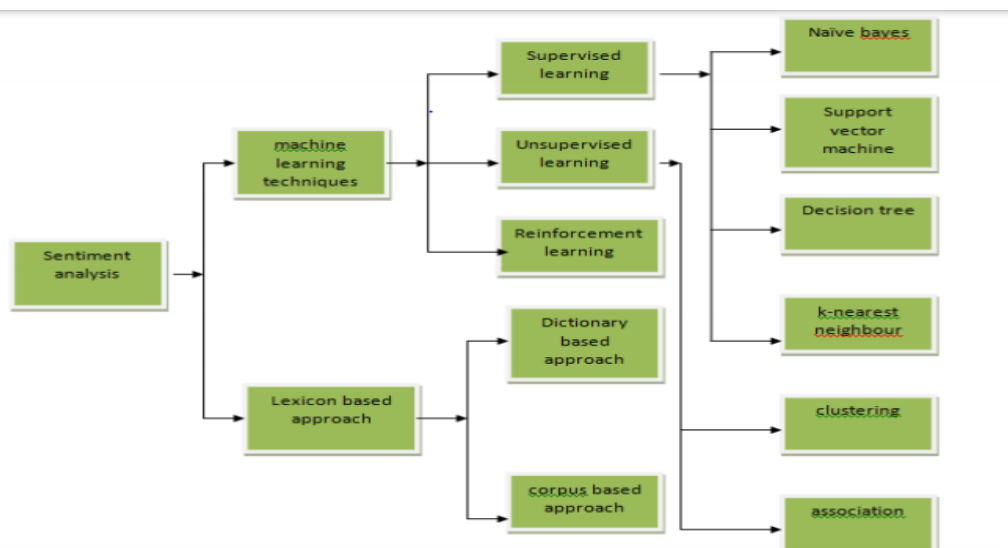 Sentiment
analysis
machine
learning
techniques
Lexicon based
approach
Supervised
learning
Unsupervised
learning
Reinforcement
learning
Dictionary
based
approach
corpus based
approach
Naïve bayes
Support
vector
machine
Decision tree
k-nearest
neighbour
clustering
association